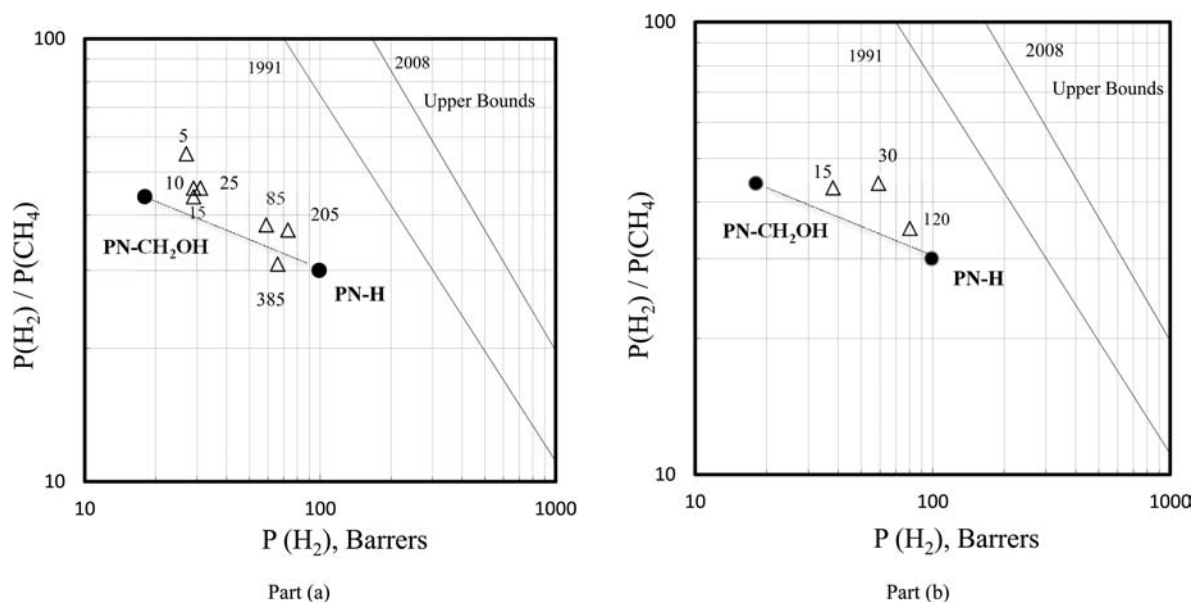 100
1991
2008
Upper Bounds
5
10
25
15
85
205
PN-CH₂OH
385
PN-H
P(H₂) / P(CH₄)
10
10
100
1000
P (H₂), Barrers
Part (a)
100
1991
2008
Upper Bounds
15
30
120
PN-CH₂OH
PN-H
P(H₂) / P(CH₄)
10
10
100
1000
P (H₂), Barrers
Part (b)